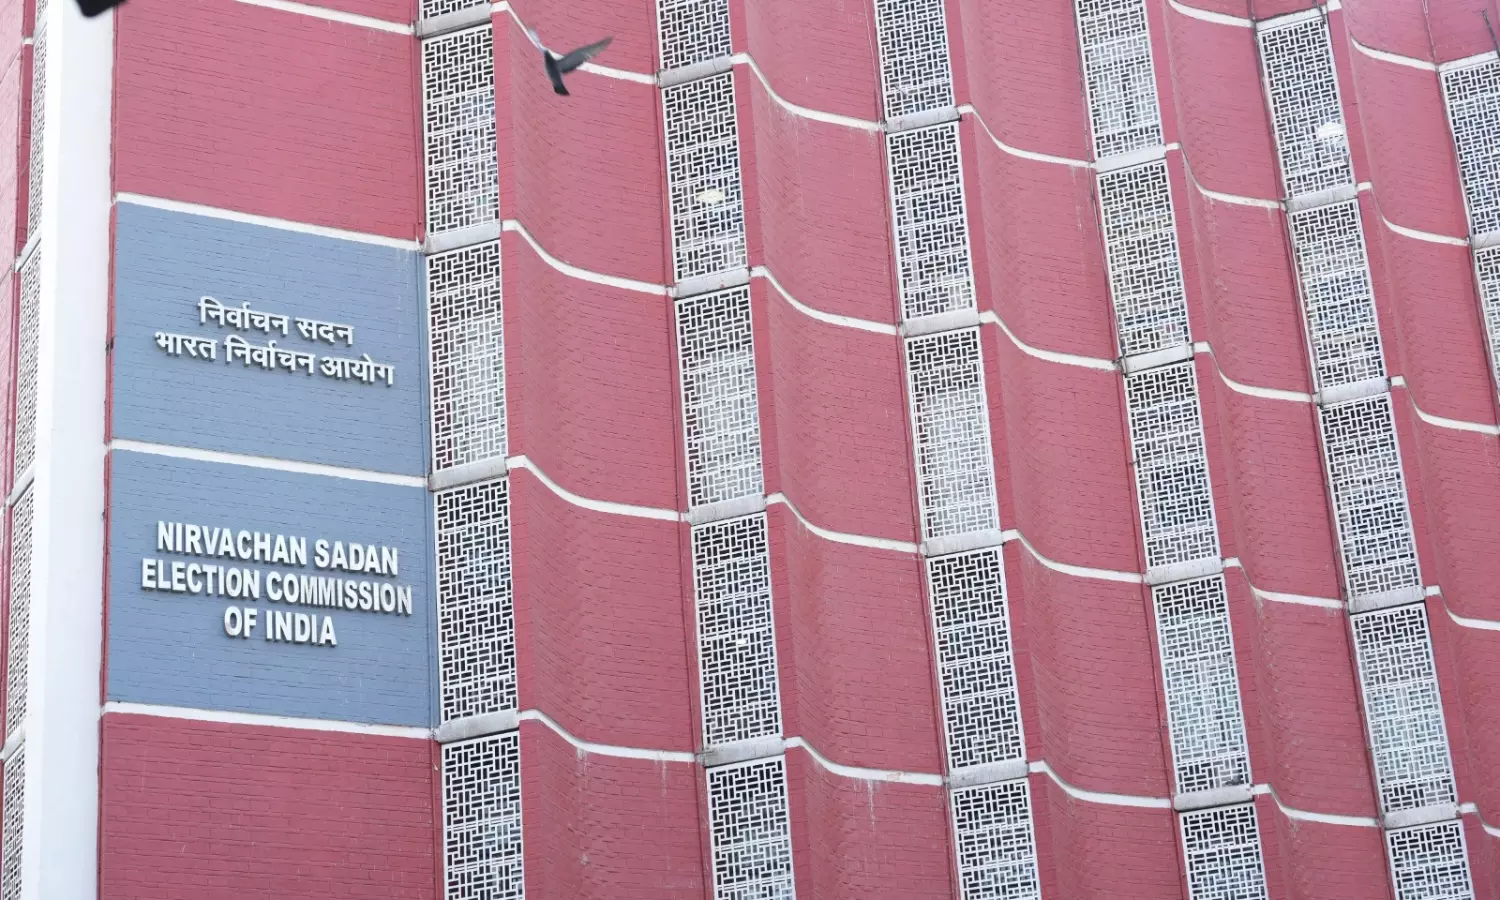 निर्वाचन सदन
भारत निर्वाचन आयोग
NIRVACHAN SADAN
ELECTION COMMISSION
OF INDIA